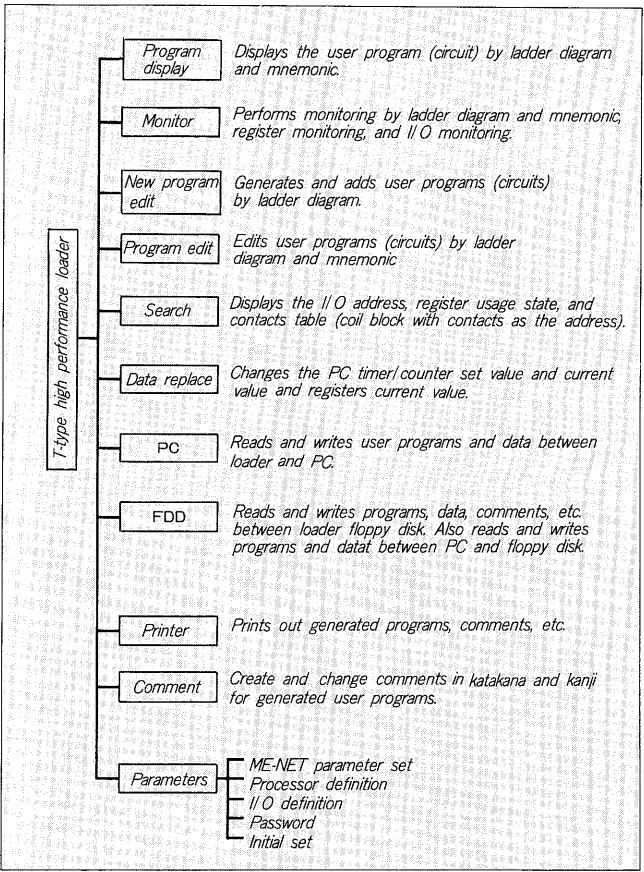 T-type high performance loader
Program
display
Displays the user program (circuit) by ladder diagram
and mnemonic.
Monitor
Performs monitoring by ladder diagram and mnemonic,
register monitoring, and I/O monitoring.
New program
edit
Generates and adds user programs (circuits)
by ladder diagram.
Program edit
Edits user programs (circuits) by ladder
diagram and mnemonic
Search
Displays the I/O address, register usage state, and
contacts table (coil block with contacts as the address).
Data replace
Changes the PC timer/counter set value and current
value and registers current value.
PC
Reads and writes user programs and data between
loader and PC.
FDD
Reads and writes programs, data, comments, etc.
between loader floppy disk. Also reads and writes
programs and datat between PC and floppy disk.
Printer
Prints out generated programs, comments, etc.
Comment
Create and change comments in katakana and kanji
for generated user programs.
Parameters
ME-NET parameter set
Processor definition
I/O definition
Password
Initial set